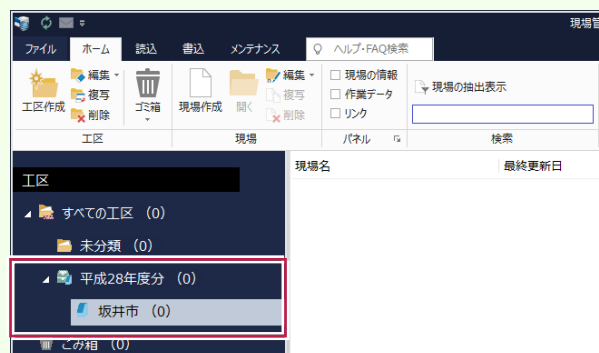 現場管
ファイル ホーム 読込 書込 メンテナンス ヘルプ・FAQ検索
工区作成 編集 複写 削除 ゴミ箱 現場作成 開く 編集 複写 削除 現場の情報 作業データ リンク 現場の抽出表示
工区 現場 パネル 検索
工区 現場名 最終更新日
すべての工区 (0)
未分類 (0)
平成28年度分 (0)
坂井市 (0)
ごみ箱 (0)